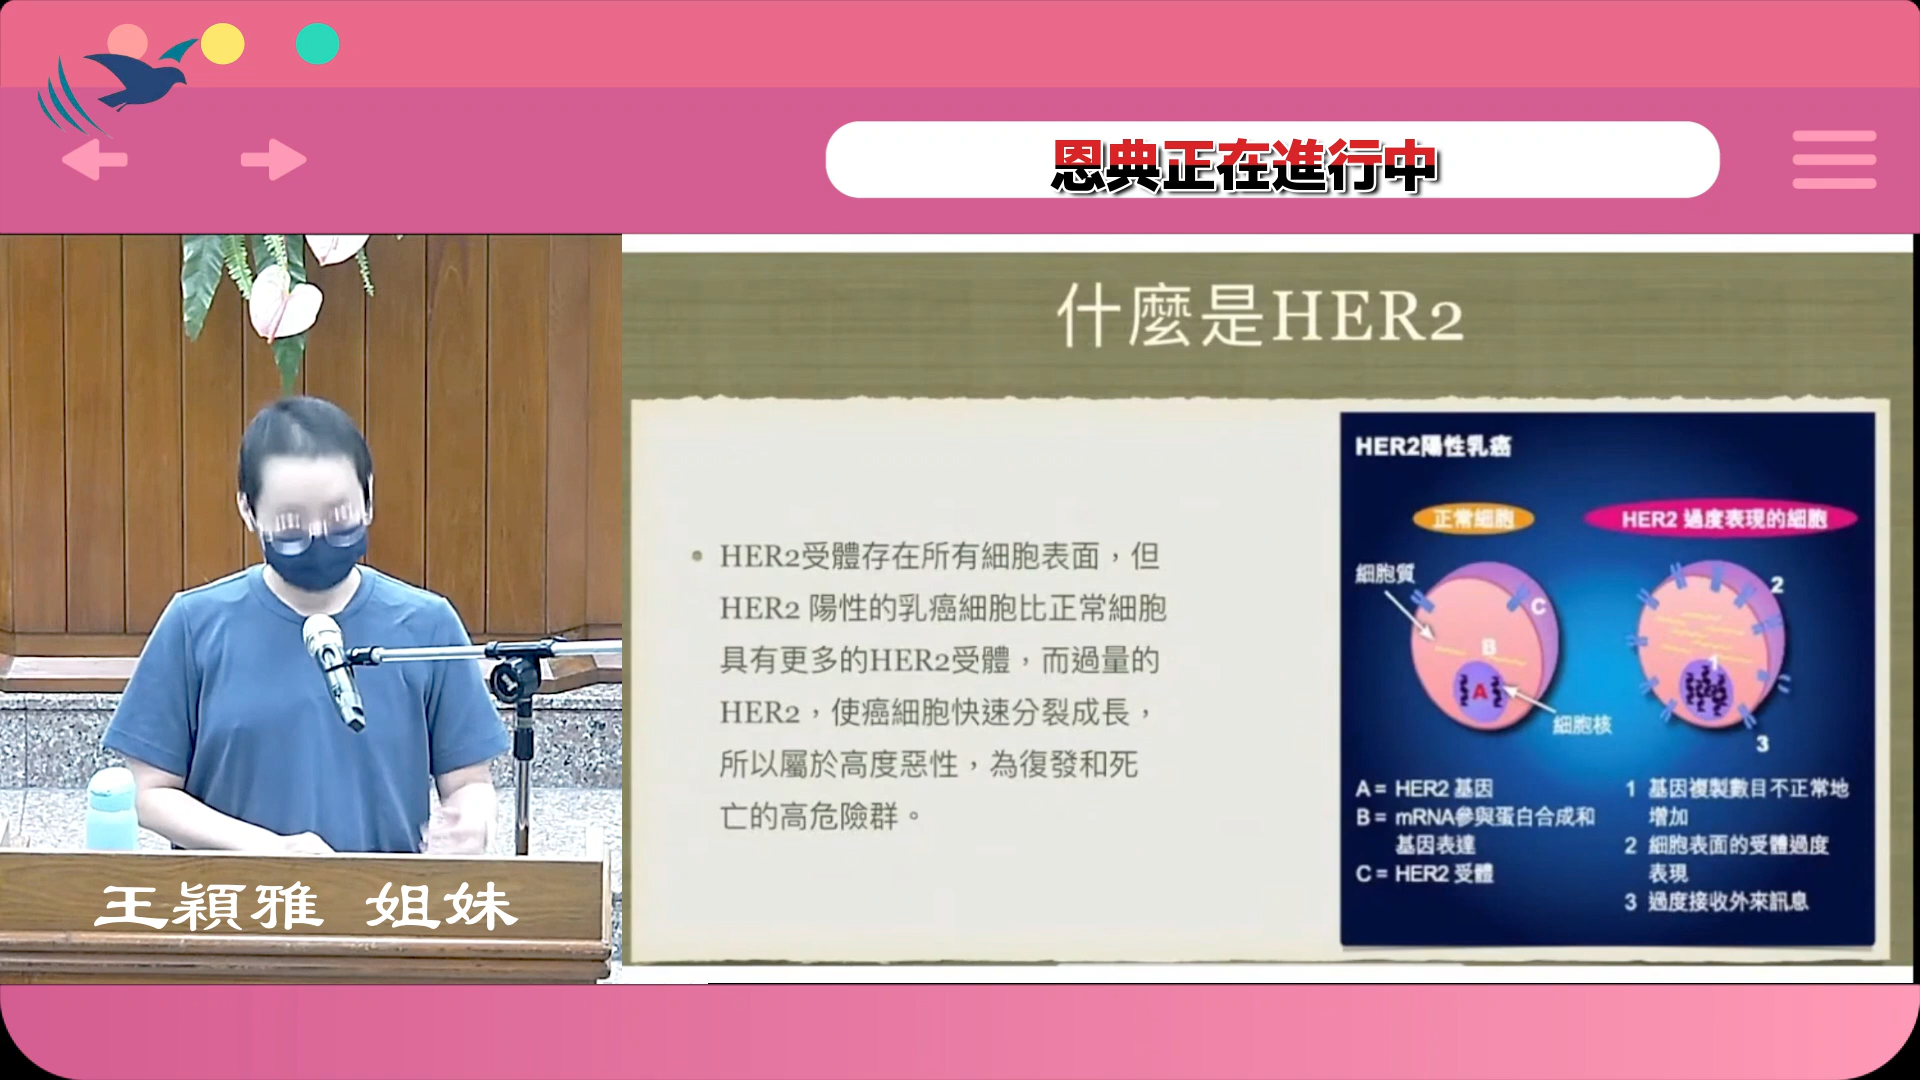 恩典正在進行中
什麼是HER2
• HER2受體存在所有細胞表面，但
HER2 陽性的乳癌細胞比正常細胞
具有更多的HER2受體，而過量的
HER2，使癌細胞快速分裂成長，
所以屬於高度惡性，為復發和死
亡的高危險群。
HER2陽性乳癌
正常細胞
HER2 過度表現的細胞
細胞質
C
B
A
細胞核
2
1
3
A = HER2 基因
B = mRNA參與蛋白合成和
基因表達
C = HER2 受體
1 基因複製數目不正常地
增加
2 細胞表面的受體過度
表現
3 過度接收外來訊息
王穎雅 姐妹